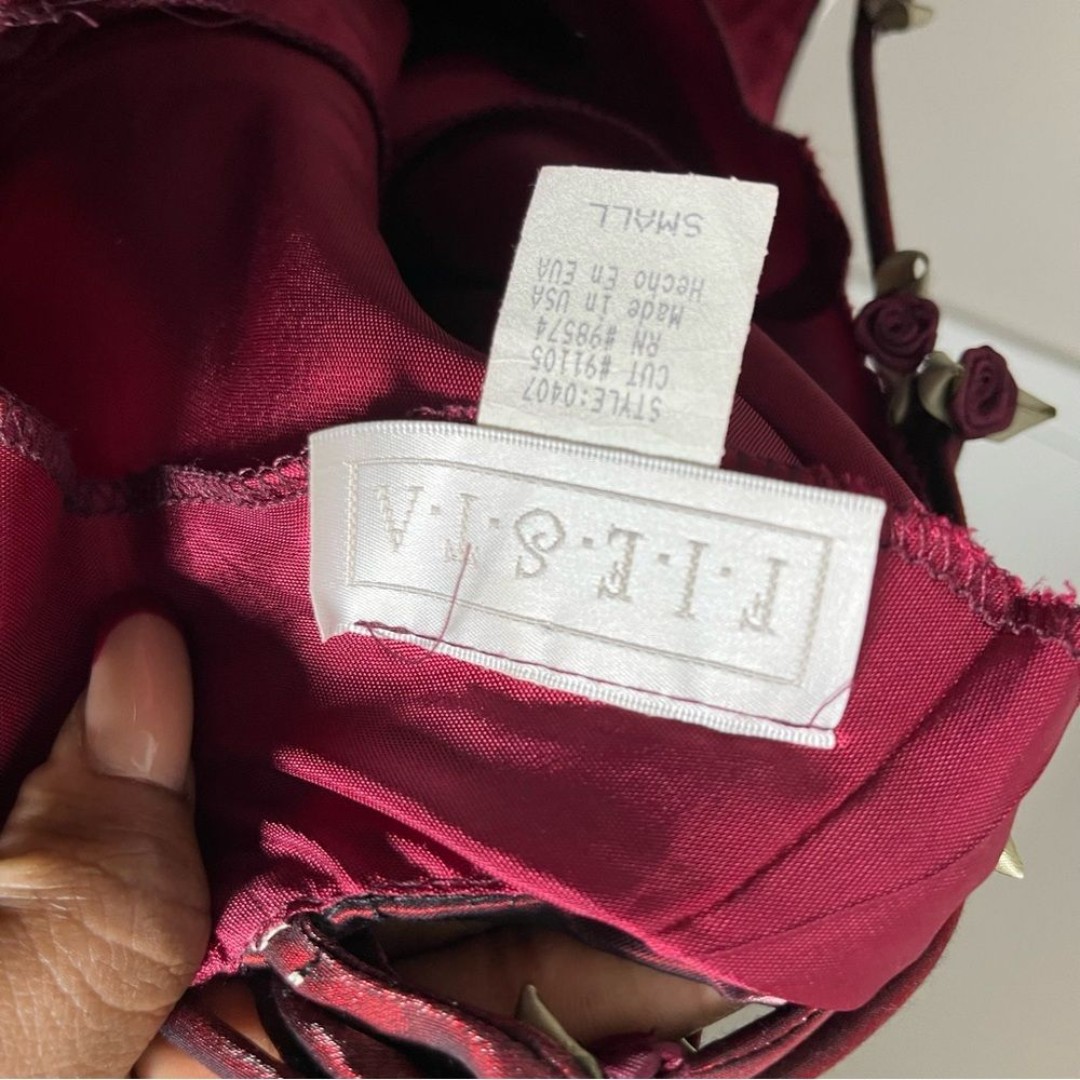 F·I·E·S·T·A
STYLE:0407
CUT #91105
RN #98574
Made in USA
Hecho En EUA
SMALL